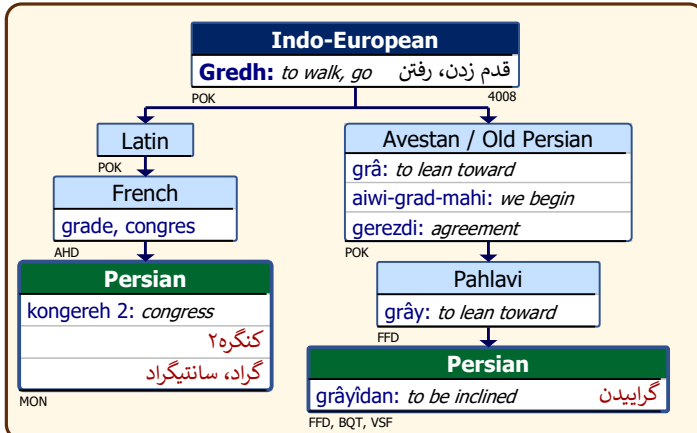 Indo-European
Gredh: to walk, go قدم زدن، رفتن
POK 4008
Latin
POK
French
grade, congres
AHD
Persian
kongereh 2: congress
کنگره۲
گراد، سانتیگراد
MON
Avestan / Old Persian
grâ: to lean toward
aiwi-grad-mahi: we begin
gerezdi: agreement
POK
Pahlavi
grây: to lean toward
FFD
Persian
grâyîdan: to be inclined گراییدن
FFD, BQT, VSF